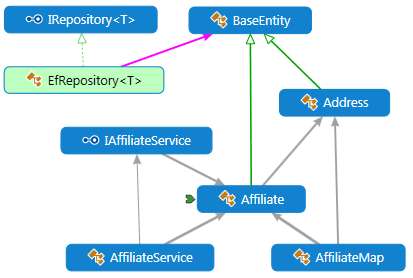 IRepository<T>
BaseEntity
EfRepository<T>
Address
IAffiliateService
Affiliate
AffiliateService
AffiliateMap